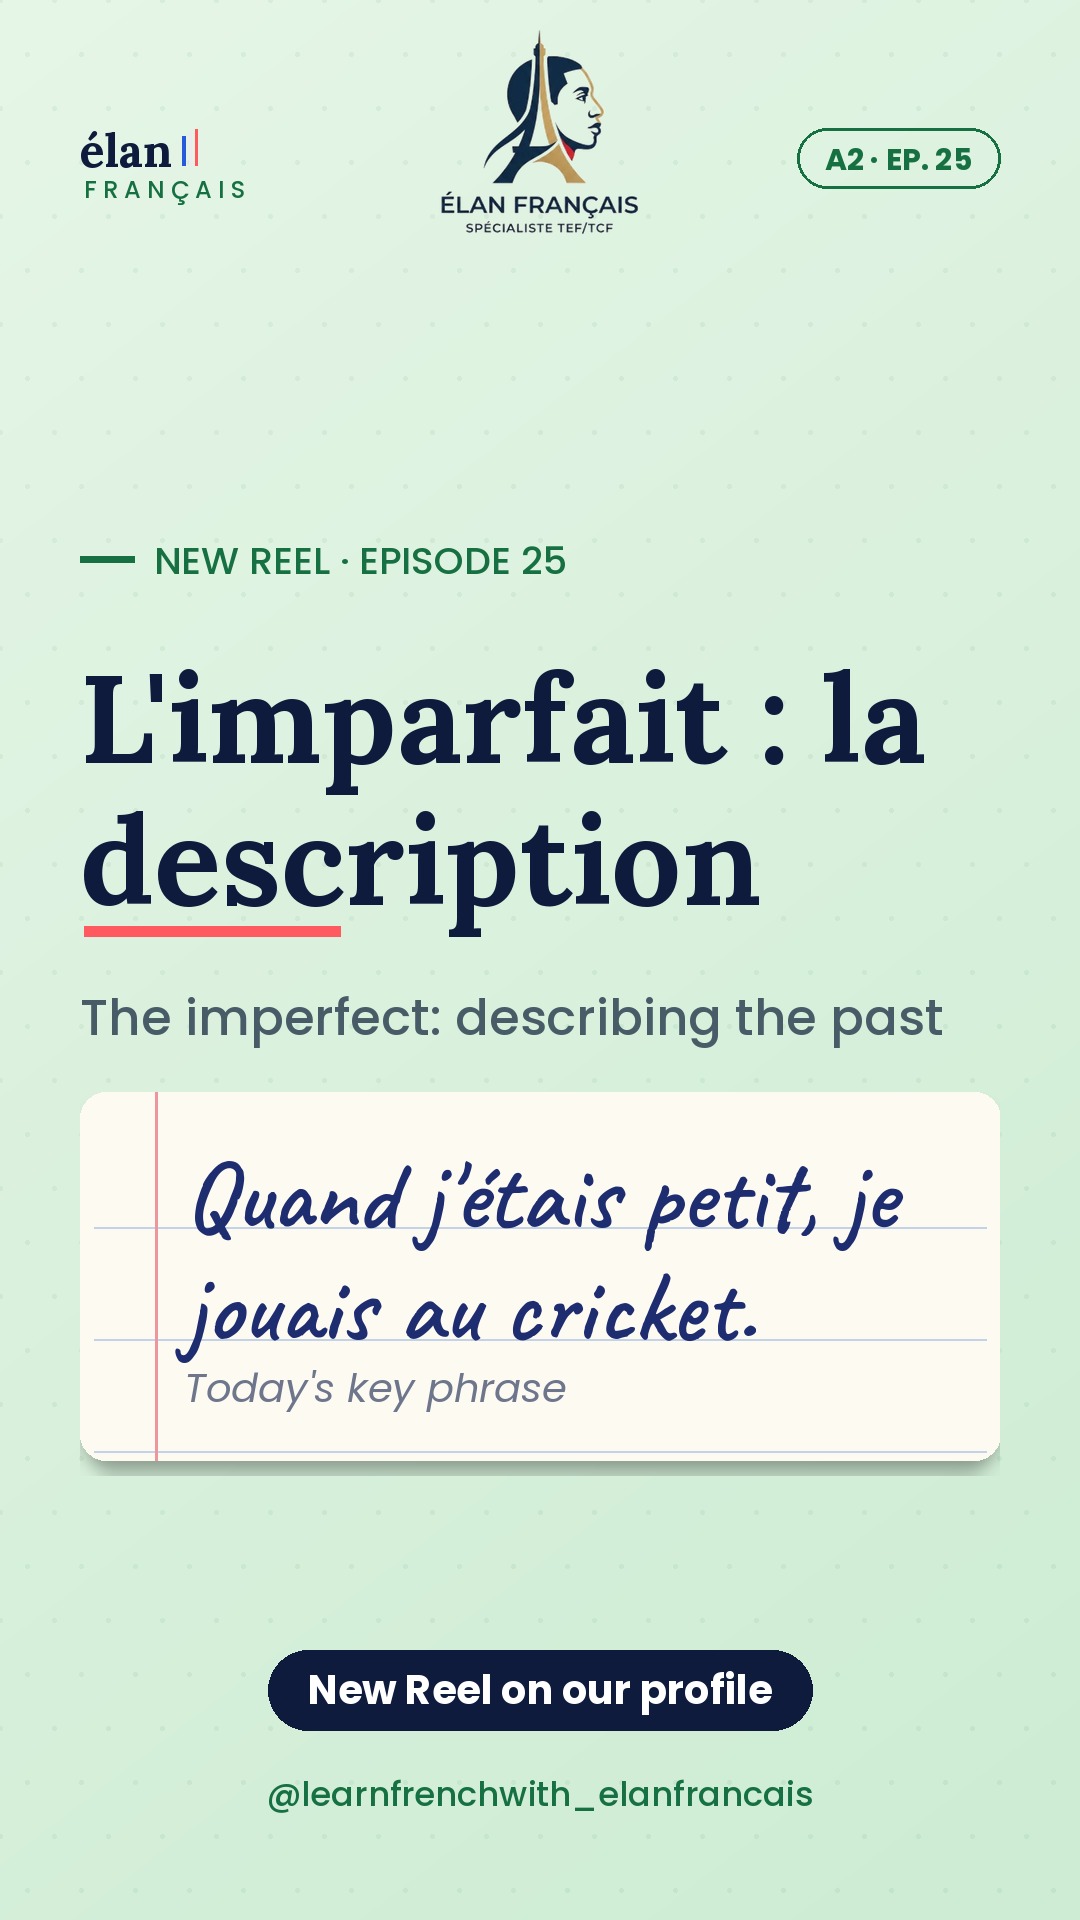 élan
FRANÇAIS
ÉLAN FRANÇAIS
SPÉCIALISTE TEF/TCF
A2 · EP. 25
NEW REEL · EPISODE 25
L'imparfait : la
description
The imperfect: describing the past
Quand j'étais petit, je
jouais au cricket.
Today's key phrase
New Reel on our profile
@learnfrenchwith_elanfrancais